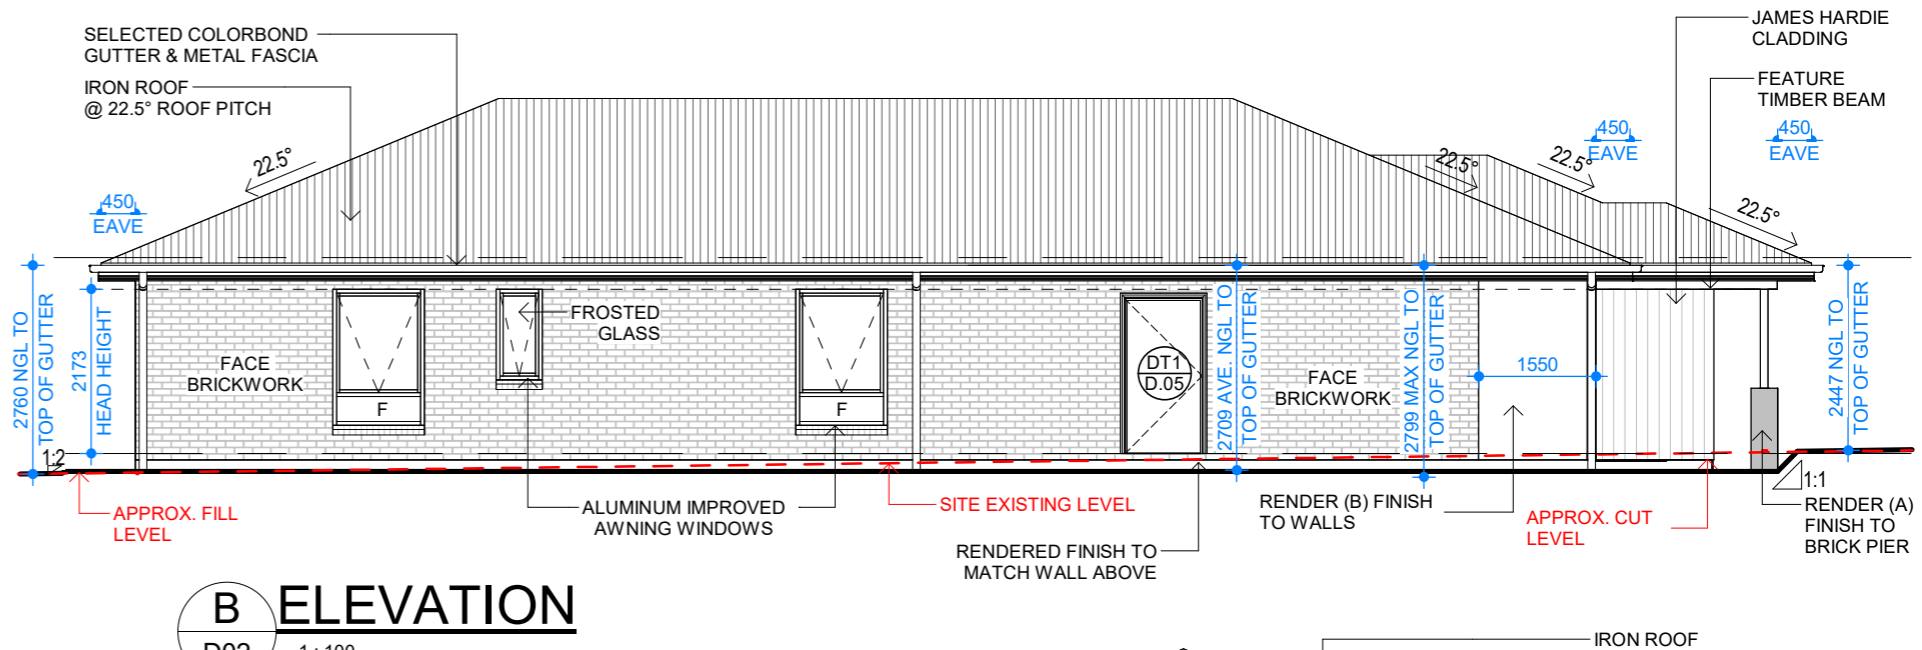 SELECTED COLORBOND
GUTTER & METAL FASCIA
IRON ROOF
@ 22.5° ROOF PITCH
JAMES HARDIE
CLADDING
FEATURE
TIMBER BEAM
450
EAVE
450
EAVE
450
EAVE
22.5°
22.5°
22.5°
22.5°
2760 NGL TO
TOP OF GUTTER
2173
HEAD HEIGHT
FACE
BRICKWORK
F
FROSTED
GLASS
F
DT1
D.05
2709 AVE. NGL TO
TOP OF GUTTER
FACE
BRICKWORK
2799 MAX NGL TO
TOP OF GUTTER
1550
2447 NGL TO
TOP OF GUTTER
1:2
1:1
APPROX. FILL
LEVEL
ALUMINUM IMPROVED
AWNING WINDOWS
SITE EXISTING LEVEL
RENDERED FINISH TO
MATCH WALL ABOVE
RENDER (B) FINISH
TO WALLS
APPROX. CUT
LEVEL
RENDER (A)
FINISH TO
BRICK PIER
B
ELEVATION
IRON ROOF